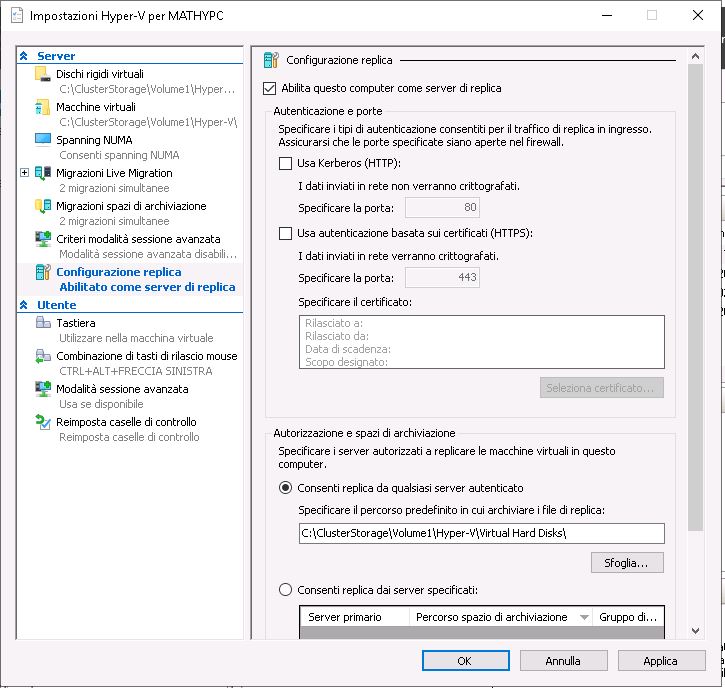 Impostazioni Hyper-V per MATHYPC
Server
Dischi rigidi virtuali
C:\ClusterStorage\Volume1\Hyper...
Macchine virtuali
C:\ClusterStorage\Volume1\Hyper-V\
Spanning NUMA
Consenti spanning NUMA
Migrazioni Live Migration
2 migrazioni simultanee
Migrazioni spazi di archiviazione
2 migrazioni simultanee
Criteri modalità sessione avanzata
Modalità sessione avanzata disabili...
Configurazione replica
Abilitato come server di replica
Utente
Tastiera
Utilizzare nella macchina virtuale
Combinazione di tasti di rilascio mouse
CTRL+ALT+FRECCIA SINISTRA
Modalità sessione avanzata
Usa se disponibile
Reimposta caselle di controllo
Reimposta caselle di controllo
Configurazione replica
Abilita questo computer come server di replica
Autenticazione e porte
Specificare i tipi di autenticazione consentiti per il traffico di replica in ingresso.
Assicurarsi che le porte specificate siano aperte nel firewall.
Usa Kerberos (HTTP):
I dati inviati in rete non verranno crittografati.
Specificare la porta: 80
Usa autenticazione basata sui certificati (HTTPS):
I dati inviati in rete verranno crittografati.
Specificare la porta: 443
Specificare il certificato:
Rilasciato a:
Rilasciato da:
Data di scadenza:
Scopo designato:
Seleziona certificato...
Autorizzazione e spazi di archiviazione
Specificare i server autorizzati a replicare le macchine virtuali in questo
computer.
Consenti replica da qualsiasi server autenticato
Specificare il percorso predefinito in cui archiviare i file di replica:
C:\ClusterStorage\Volume1\Hyper-V\Virtual Hard Disks\
Sfoglia...
Consenti replica dai server specificati:
Server primario Percorso spazio di archiviazione Gruppo di...
OK Annulla Applica